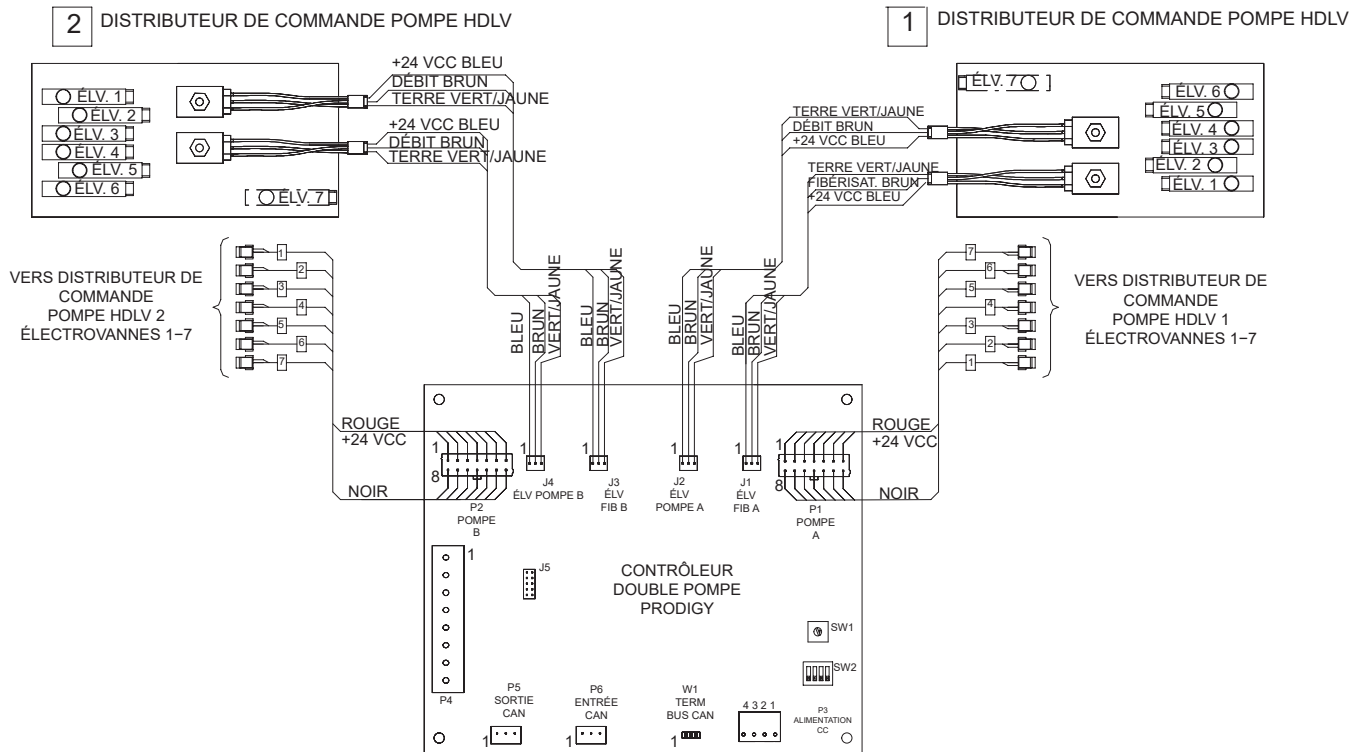 2 DISTRIBUTEUR DE COMMANDE POMPE HDLV
1 DISTRIBUTEUR DE COMMANDE POMPE HDLV
ÉLV. 1
ÉLV. 2
ÉLV. 3
ÉLV. 4
ÉLV. 5
ÉLV. 6
ÉLV. 7
+24 VCC BLEU
DÉBIT BRUN
TERRE VERT/JAUNE
+24 VCC BLEU
DÉBIT BRUN
TERRE VERT/JAUNE
TERRE VERT/JAUNE
DÉBIT BRUN
+24 VCC BLEU
TERRE VERT/JAUNE
FIBÉRISAT. BRUN
+24 VCC BLEU
ÉLV. 7
ÉLV. 6
ÉLV. 5
ÉLV. 4
ÉLV. 3
ÉLV. 2
ÉLV. 1
VERS DISTRIBUTEUR DE
COMMANDE
POMPE HDLV 2
ÉLECTROVANNES 1−7
1
2
3
4
5
6
7
BLEU
BRUN
VERT/JAUNE
BLEU
BRUN
VERT/JAUNE
BLEU
BRUN
VERT/JAUNE
BLEU
BRUN
VERT/JAUNE
7
6
5
4
3
2
1
VERS DISTRIBUTEUR DE
COMMANDE
POMPE HDLV 1
ÉLECTROVANNES 1−7
ROUGE
+24 VCC
NOIR
1
8
P2
POMPE
B
1
J4
ÉLV POMPE B
1
J3
ÉLV
FIB B
1
J2
ÉLV
POMPE A
1
J1
ÉLV
FIB A
1
8
P1
POMPE
A
ROUGE
+24 VCC
NOIR
1
P4
J5
CONTRÔLEUR
DOUBLE POMPE
PRODIGY
SW1
SW2
P5
SORTIE
CAN
1
P6
ENTRÉE
CAN
1
W1
TERM
BUS CAN
1
4 3 2 1
P3
ALIMENTATION
CC